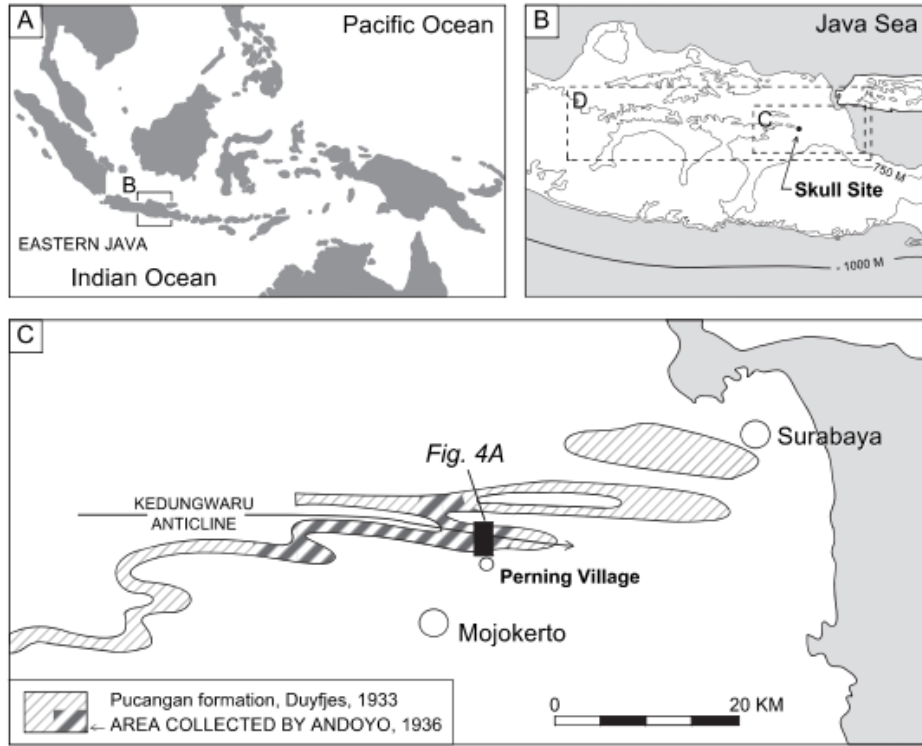 A
Pacific Ocean
B
EASTERN JAVA
Indian Ocean
B
Java Sea
D
C
Skull Site
750 M
- 1000 M
C
Surabaya
Fig. 4A
KEDUNGWARU
ANTICLINE
Perning Village
Mojokerto
Pucangan formation, Duyfjes, 1933
AREA COLLECTED BY ANDOYO, 1936
0 20 KM